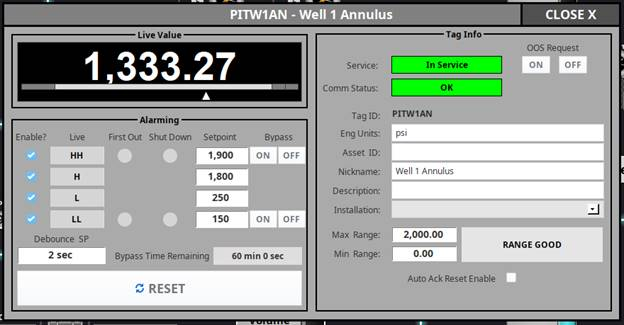 PITW1AN - Well 1 Annulus
CLOSE X
Live Value
1,333.27
Alarming
Enable? Live First Out Shut Down Setpoint Bypass
HH 1,900 ON OFF
H 1,800
L 250
LL 150 ON OFF
Debounce SP
2 sec
Bypass Time Remaining 60 min 0 sec
RESET
Tag Info
OOS Request
Service: In Service ON OFF
Comm Status: OK
Tag ID: PITW1AN
Eng Units: psi
Asset ID:
Nickname: Well 1 Annulus
Description:
Installation:
Max Range: 2,000.00
Min Range: 0.00
RANGE GOOD
Auto Ack Reset Enable